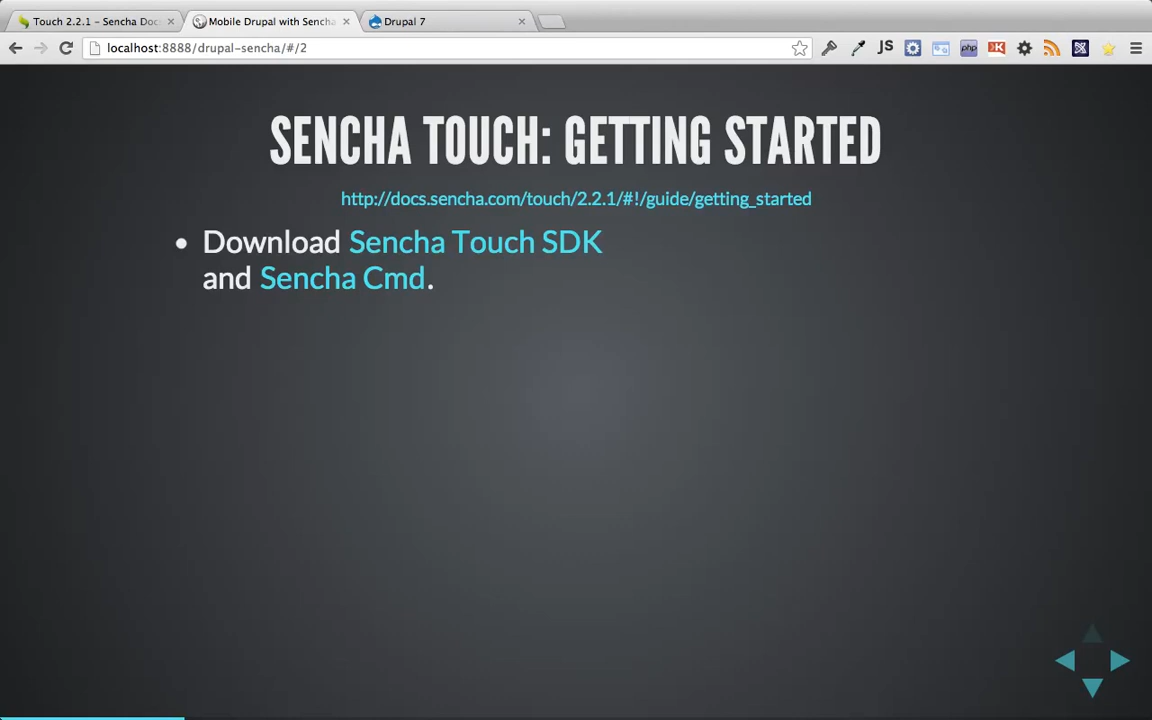 Touch 2.2.1 – Sencha Doc
Mobile Drupal with Sencha
Drupal 7
localhost:8888/drupal-sencha/#/2
JS
php
K
SENCHA TOUCH: GETTING STARTED
http://docs.sencha.com/touch/2.2.1/#!/guide/getting_started
• Download Sencha Touch SDK
and Sencha Cmd.